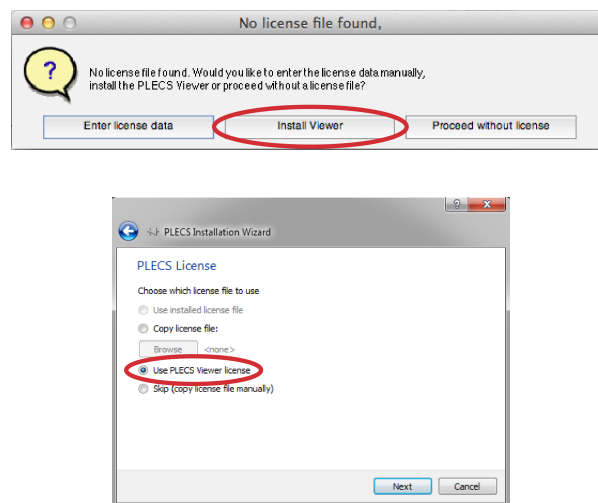 No license file found,
No license file found. Would you like to enter the license data manually,
install the PLECS Viewer or proceed without a license file?
Enter license data
Install Viewer
Proceed without license
PLECS Installation Wizard
PLECS License
Choose which license file to use
Use installed license file
Copy license file:
Browse <none>
Use PLECS Viewer license
Skip (copy license file manually)
Next Cancel